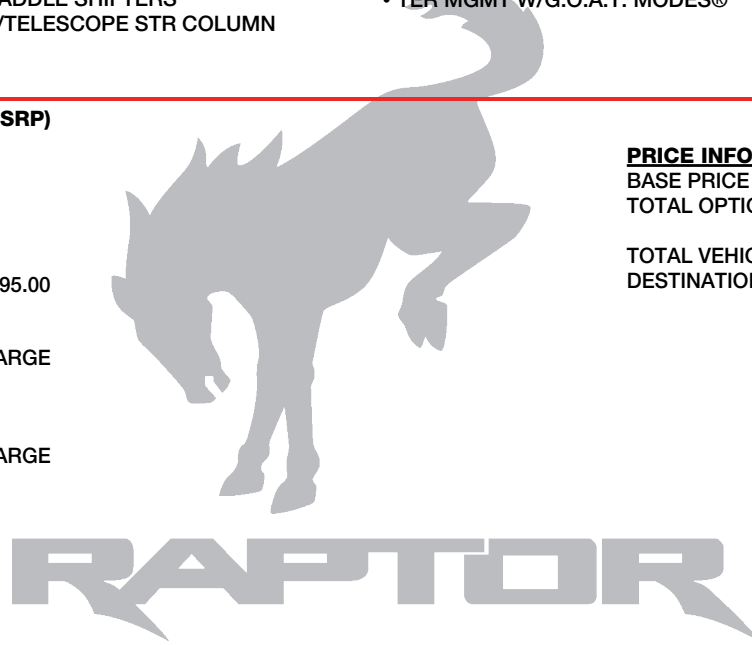 ADDLE SHIFTERS
/TELESCOPE STR COLUMN
• TER MGMT W/G.O.A.T. MODES®
SRP)
95.00
ARGE
ARGE
PRICE INFO
BASE PRICE
TOTAL OPTIO
TOTAL VEHIC
DESTINATION
RAPTOR